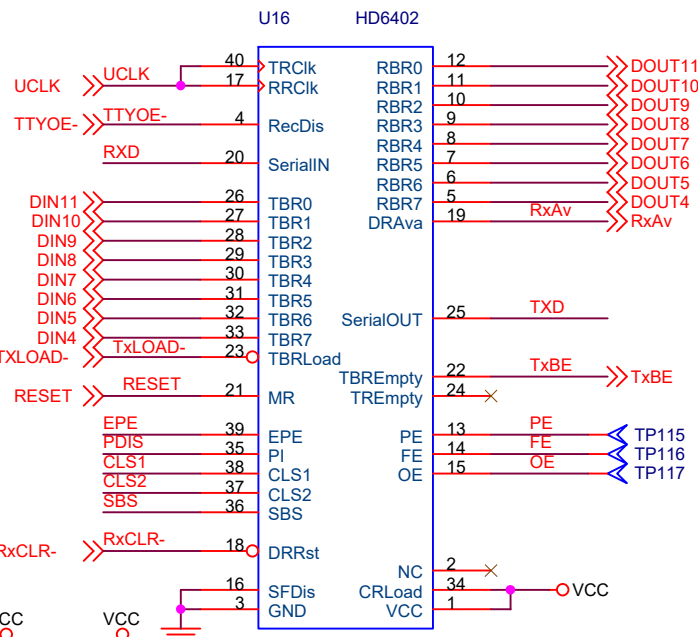 U16 HD6402
UCLK UCLK 40 TRClk RBR0 12 DOUT11
17 RRClk RBR1 11 DOUT10
RBR2 10 DOUT9
TTYOE- TTYOE- 4 RecDis RBR3 9 DOUT8
RBR4 8 DOUT7
RXD 20 SerialIN RBR5 7 DOUT6
RBR6 6 DOUT5
DIN11 26 TBR0 RBR7 5 DOUT4
DIN10 27 TBR1 DRAva 19 RxAv RxAv
DIN9 28 TBR2
DIN8 29 TBR3
DIN7 30 TBR4
DIN6 31 TBR5
DIN5 32 TBR6 SerialOUT 25 TXD
DIN4 33 TBR7
TXLOAD- TxLOAD- 23 TBRLoad
TBREmpty 22 TxBE TxBE
RESET RESET 21 MR TREmpty 24
EPE 39 EPE PE 13 PE TP115
PDIS 35 PI FE 14 FE TP116
CLS1 38 CLS1 OE 15 OE TP117
CLS2 37 CLS2
SBS 36 SBS
RxCLR- RxCLR- 18 DRRst
NC 2
16 SFDis CRLoad 34 VCC
3 GND VCC 1
CC VCC